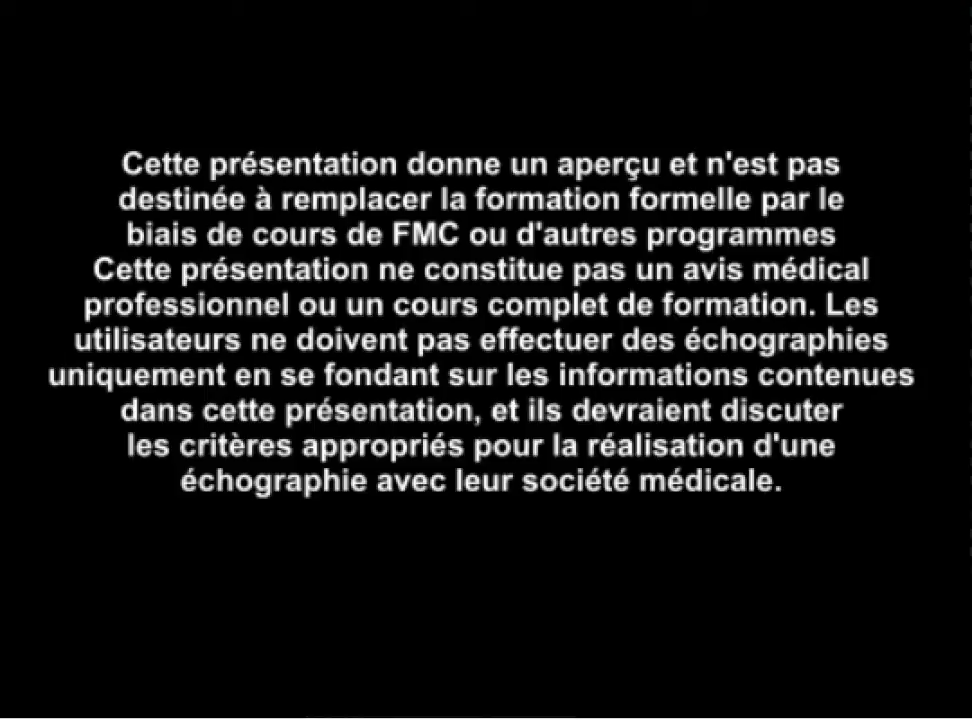 Cette présentation donne un aperçu et n'est pas
destinée à remplacer la formation formelle par le
biais de cours de FMC ou d'autres programmes
Cette présentation ne constitue pas un avis médical
professionnel ou un cours complet de formation. Les
utilisateurs ne doivent pas effectuer des échographies
uniquement en se fondant sur les informations contenues
dans cette présentation, et ils devraient discuter
les critères appropriés pour la réalisation d'une
échographie avec leur société médicale.